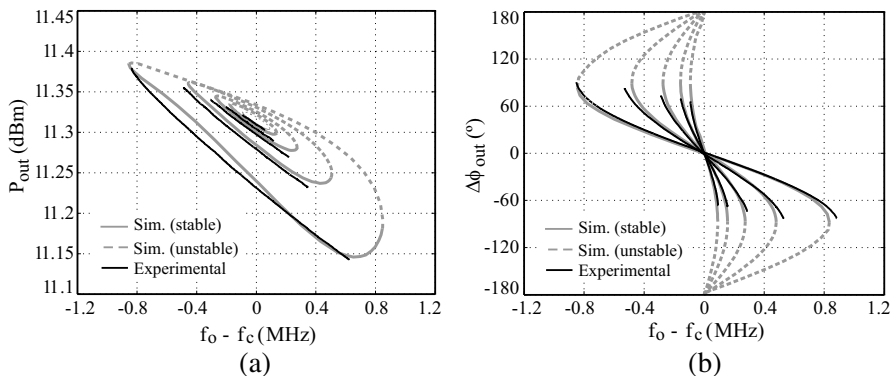 11.45
11.4
11.35
11.3
11.25
11.2
11.15
11.1
P_out (dBm)
Sim. (stable)
Sim. (unstable)
Experimental
-1.2 -0.8 -0.4 0 0.4 0.8 1.2
f_o - f_c (MHz)
(a)
180
120
60
0
-60
-120
-180
Δϕ_out (º)
Sim. (stable)
Sim. (unstable)
Experimental
-1.2 -0.8 -0.4 0 0.4 0.8 1.2
f_o - f_c (MHz)
(b)